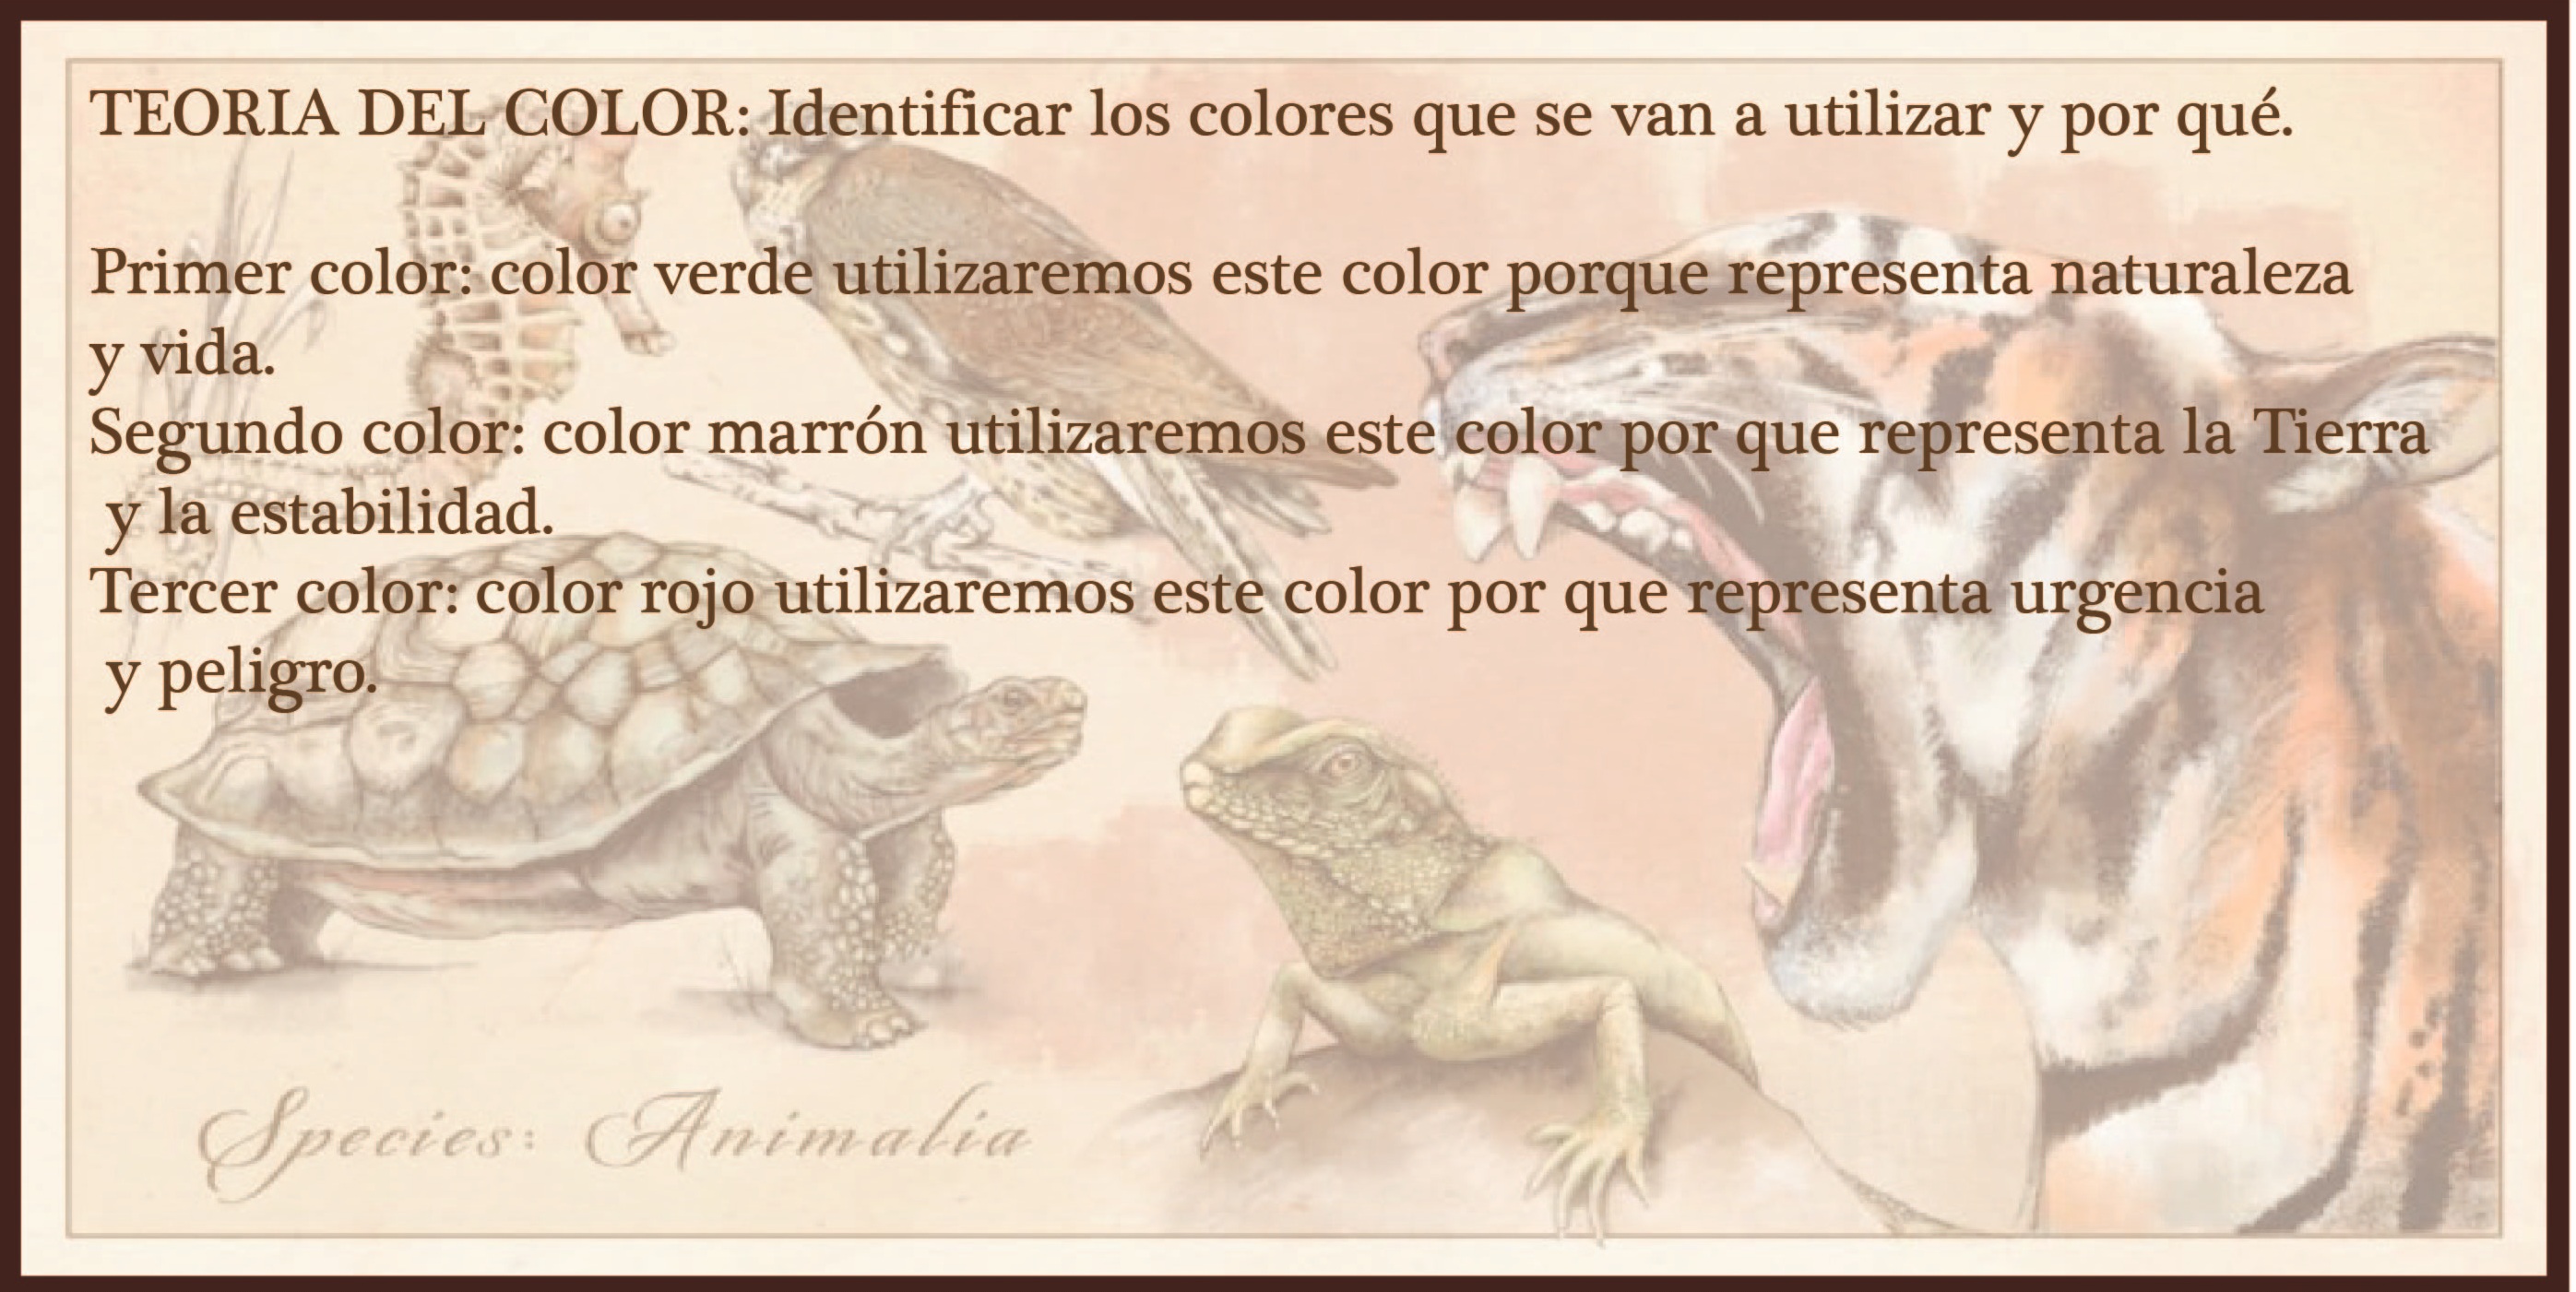 TEORIA DEL COLOR: Identificar los colores que se van a utilizar y por qué.
Primer color: color verde utilizaremos este color porque representa naturaleza
y vida.
Segundo color: color marrón utilizaremos este color por que representa la Tierra
y la estabilidad.
Tercer color: color rojo utilizaremos este color por que representa urgencia
y peligro.
Species: Animalia